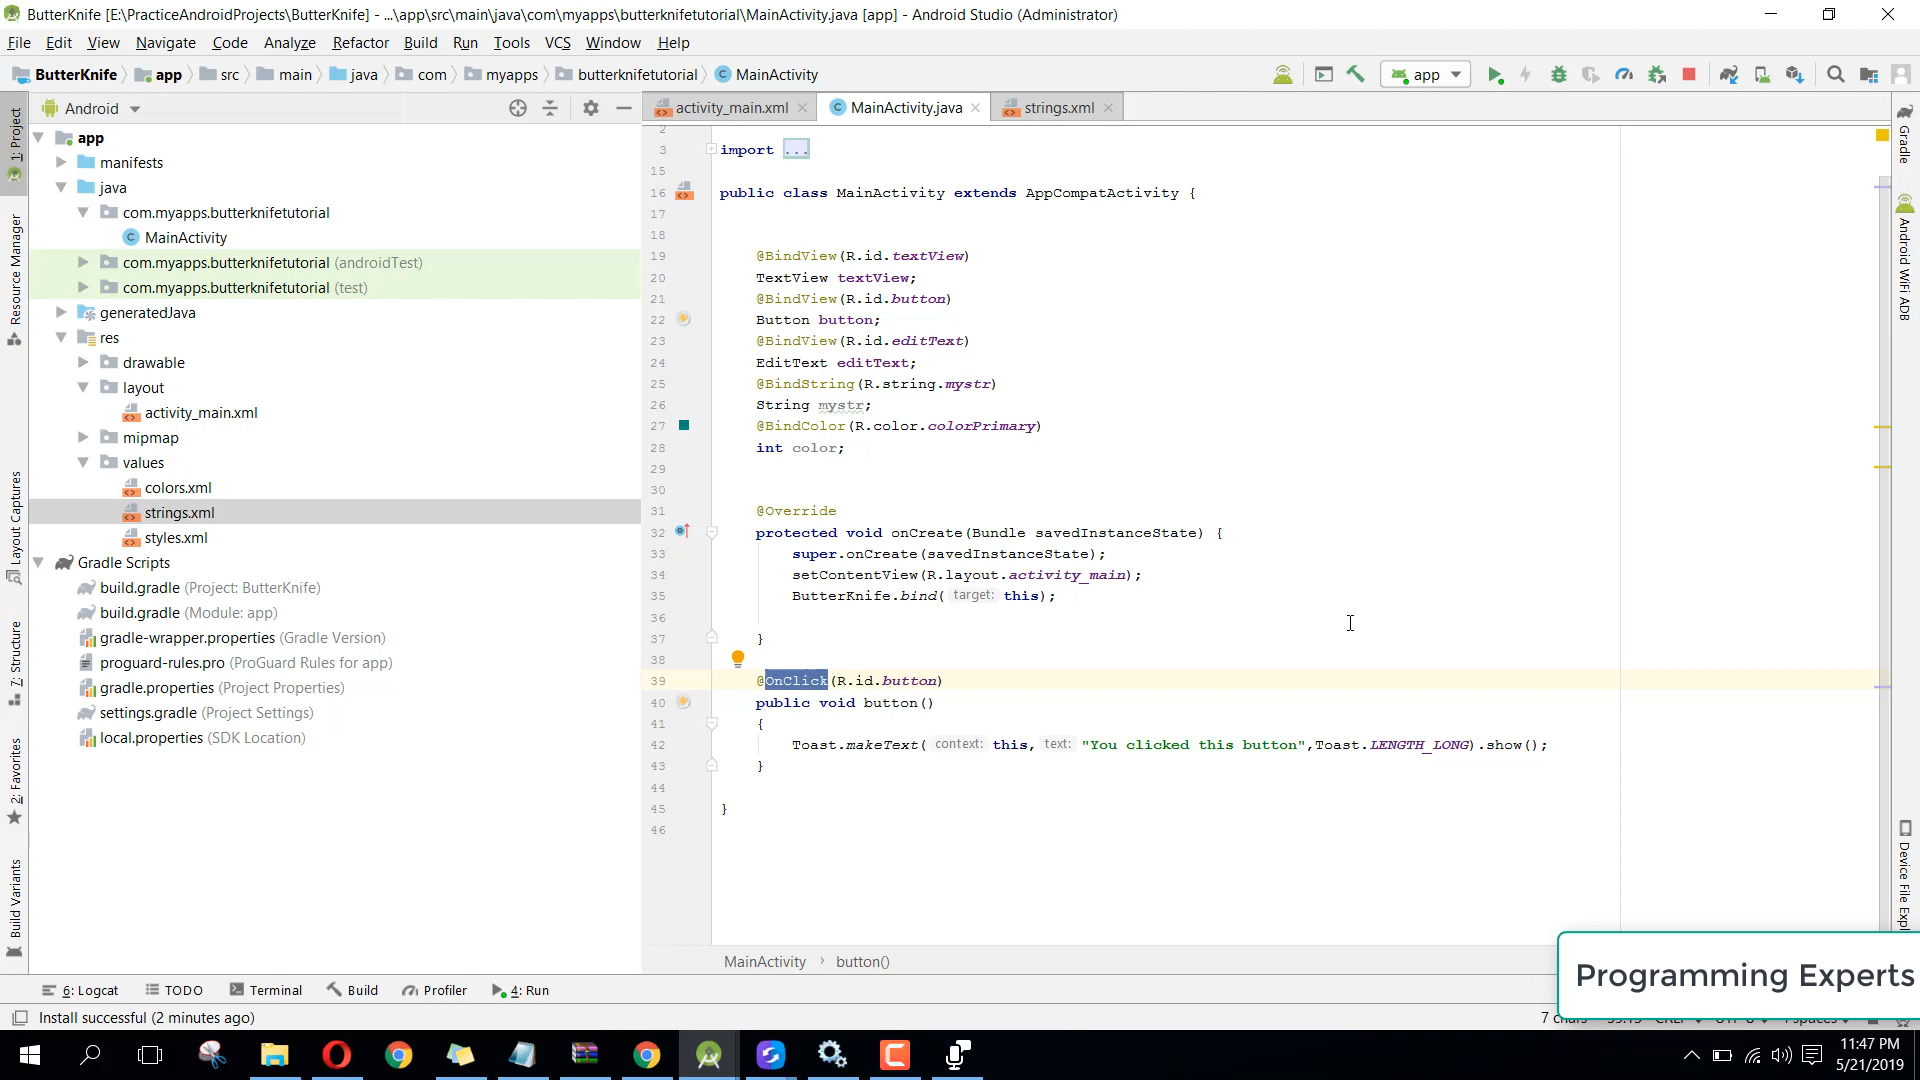 ButterKnife [E:\PracticeAndroidProjects\ButterKnife] - ...\app\src\main\java\com\myapps\butterknifetutorial\MainActivity.java [app] - Android Studio (Administrator)
File Edit View Navigate Code Analyze Refactor Build Run Tools VCS Window Help
ButterKnife app src main java com myapps butterknifetutorial MainActivity
app
Android
activity_main.xml
MainActivity.java
strings.xml
1: Project
Resource Manager
Layout Captures
7: Structure
2: Favorites
Build Variants
app
manifests
java
com.myapps.butterknifetutorial
MainActivity
com.myapps.butterknifetutorial (androidTest)
com.myapps.butterknifetutorial (test)
generatedJava
res
drawable
layout
activity_main.xml
mipmap
values
colors.xml
strings.xml
styles.xml
Gradle Scripts
build.gradle (Project: ButterKnife)
build.gradle (Module: app)
gradle-wrapper.properties (Gradle Version)
proguard-rules.pro (ProGuard Rules for app)
gradle.properties (Project Properties)
settings.gradle (Project Settings)
local.properties (SDK Location)
2
3 import ...
15
16 public class MainActivity extends AppCompatActivity {
17
18
19 @BindView(R.id.textView)
20 TextView textView;
21 @BindView(R.id.button)
22 Button button;
23 @BindView(R.id.editText)
24 EditText editText;
25 @BindString(R.string.mystr)
26 String mystr;
27 @BindColor(R.color.colorPrimary)
28 int color;
29
30
31 @Override
32 protected void onCreate(Bundle savedInstanceState) {
33 super.onCreate(savedInstanceState);
34 setContentView(R.layout.activity_main);
35 ButterKnife.bind( target: this);
36
37 }
38
39 @OnClick(R.id.button)
40 public void button()
41 {
42 Toast.makeText( context: this, text: "You clicked this button",Toast.LENGTH_LONG).show();
43 }
44
45 }
46
MainActivity › button()
Gradle
Android WiFi ADB
Device File Expl
Programming Experts
6: Logcat TODO Terminal Build Profiler 4: Run
Install successful (2 minutes ago)
11:47 PM
5/21/2019